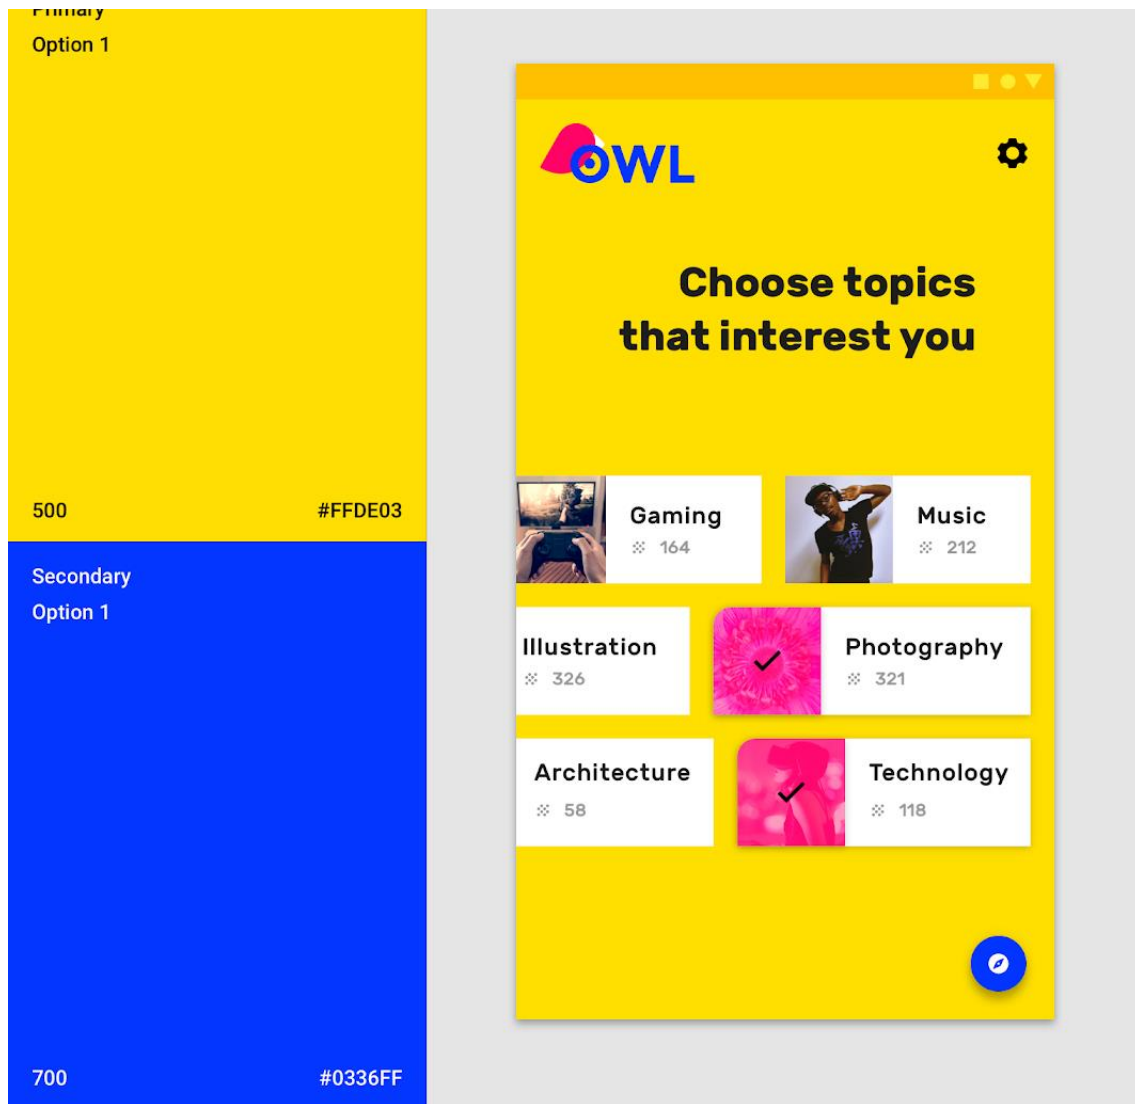 Primary
Option 1
500 #FFDE03
Secondary
Option 1
700 #0336FF
OWL
Choose topics
that interest you
Gaming
164
Music
212
Illustration
326
Photography
321
Architecture
58
Technology
118